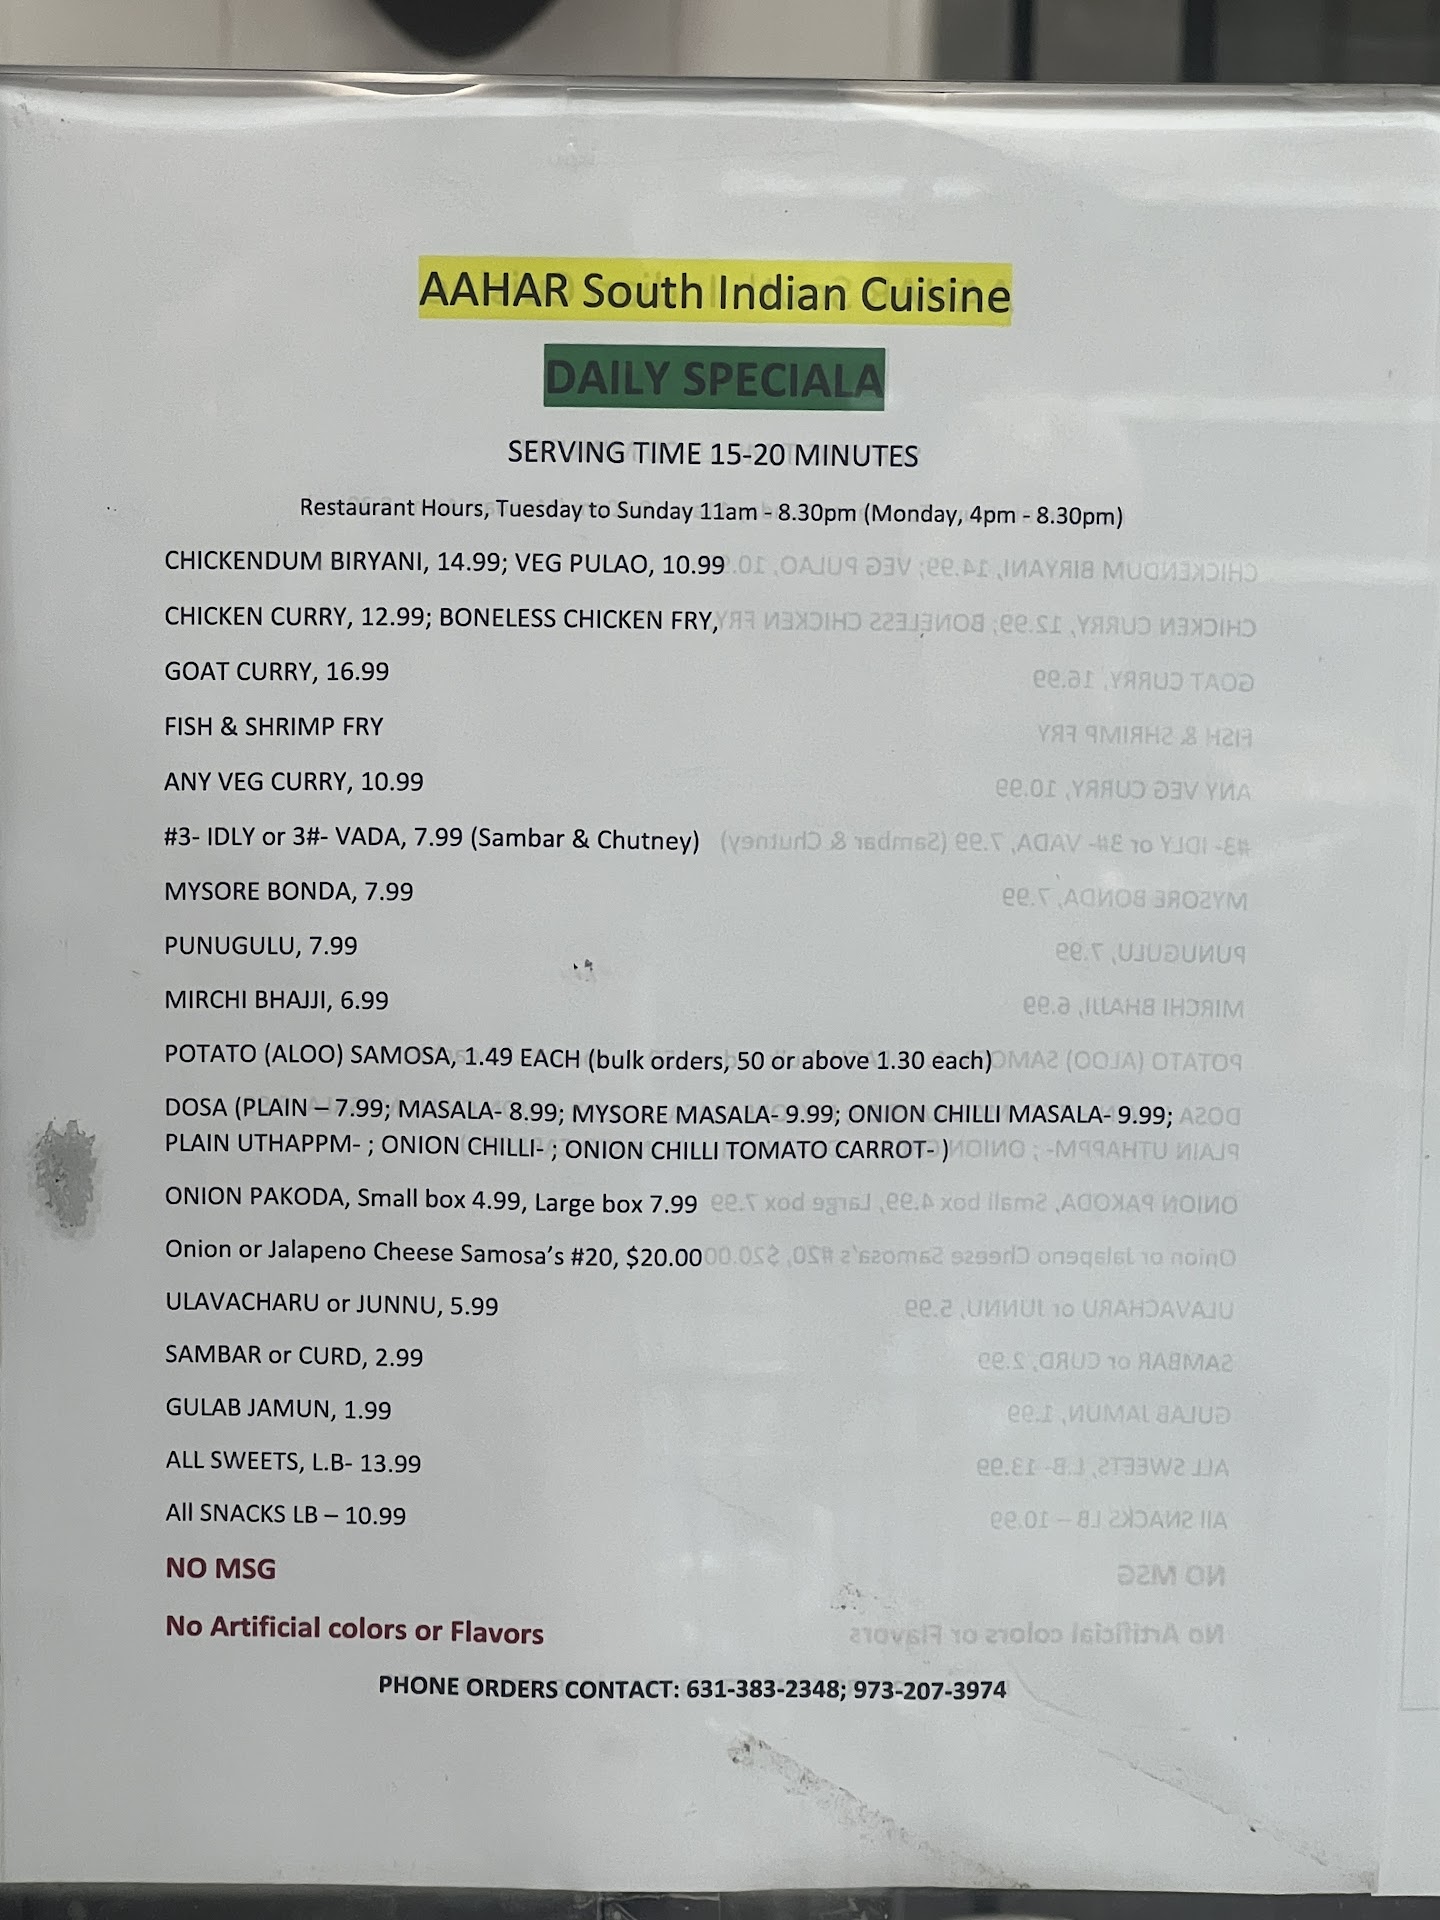 AAHAR South Indian Cuisine
DAILY SPECIALA
SERVING TIME 15-20 MINUTES
Restaurant Hours, Tuesday to Sunday 11am - 8.30pm (Monday, 4pm - 8.30pm)
CHICKENDUM BIRYANI, 14.99; VEG PULAO, 10.99
CHICKEN CURRY, 12.99; BONELESS CHICKEN FRY,
GOAT CURRY, 16.99
FISH & SHRIMP FRY
ANY VEG CURRY, 10.99
#3- IDLY or 3#- VADA, 7.99 (Sambar & Chutney)
MYSORE BONDA, 7.99
PUNUGULU, 7.99
MIRCHI BHAJJI, 6.99
POTATO (ALOO) SAMOSA, 1.49 EACH (bulk orders, 50 or above 1.30 each)
DOSA (PLAIN – 7.99; MASALA- 8.99; MYSORE MASALA- 9.99; ONION CHILLI MASALA- 9.99;
PLAIN UTHAPPM- ; ONION CHILLI- ; ONION CHILLI TOMATO CARROT- )
ONION PAKODA, Small box 4.99, Large box 7.99
Onion or Jalapeno Cheese Samosa's #20, $20.00
ULAVACHARU or JUNNU, 5.99
SAMBAR or CURD, 2.99
GULAB JAMUN, 1.99
ALL SWEETS, L.B- 13.99
All SNACKS LB – 10.99
NO MSG
No Artificial colors or Flavors
PHONE ORDERS CONTACT: 631-383-2348; 973-207-3974